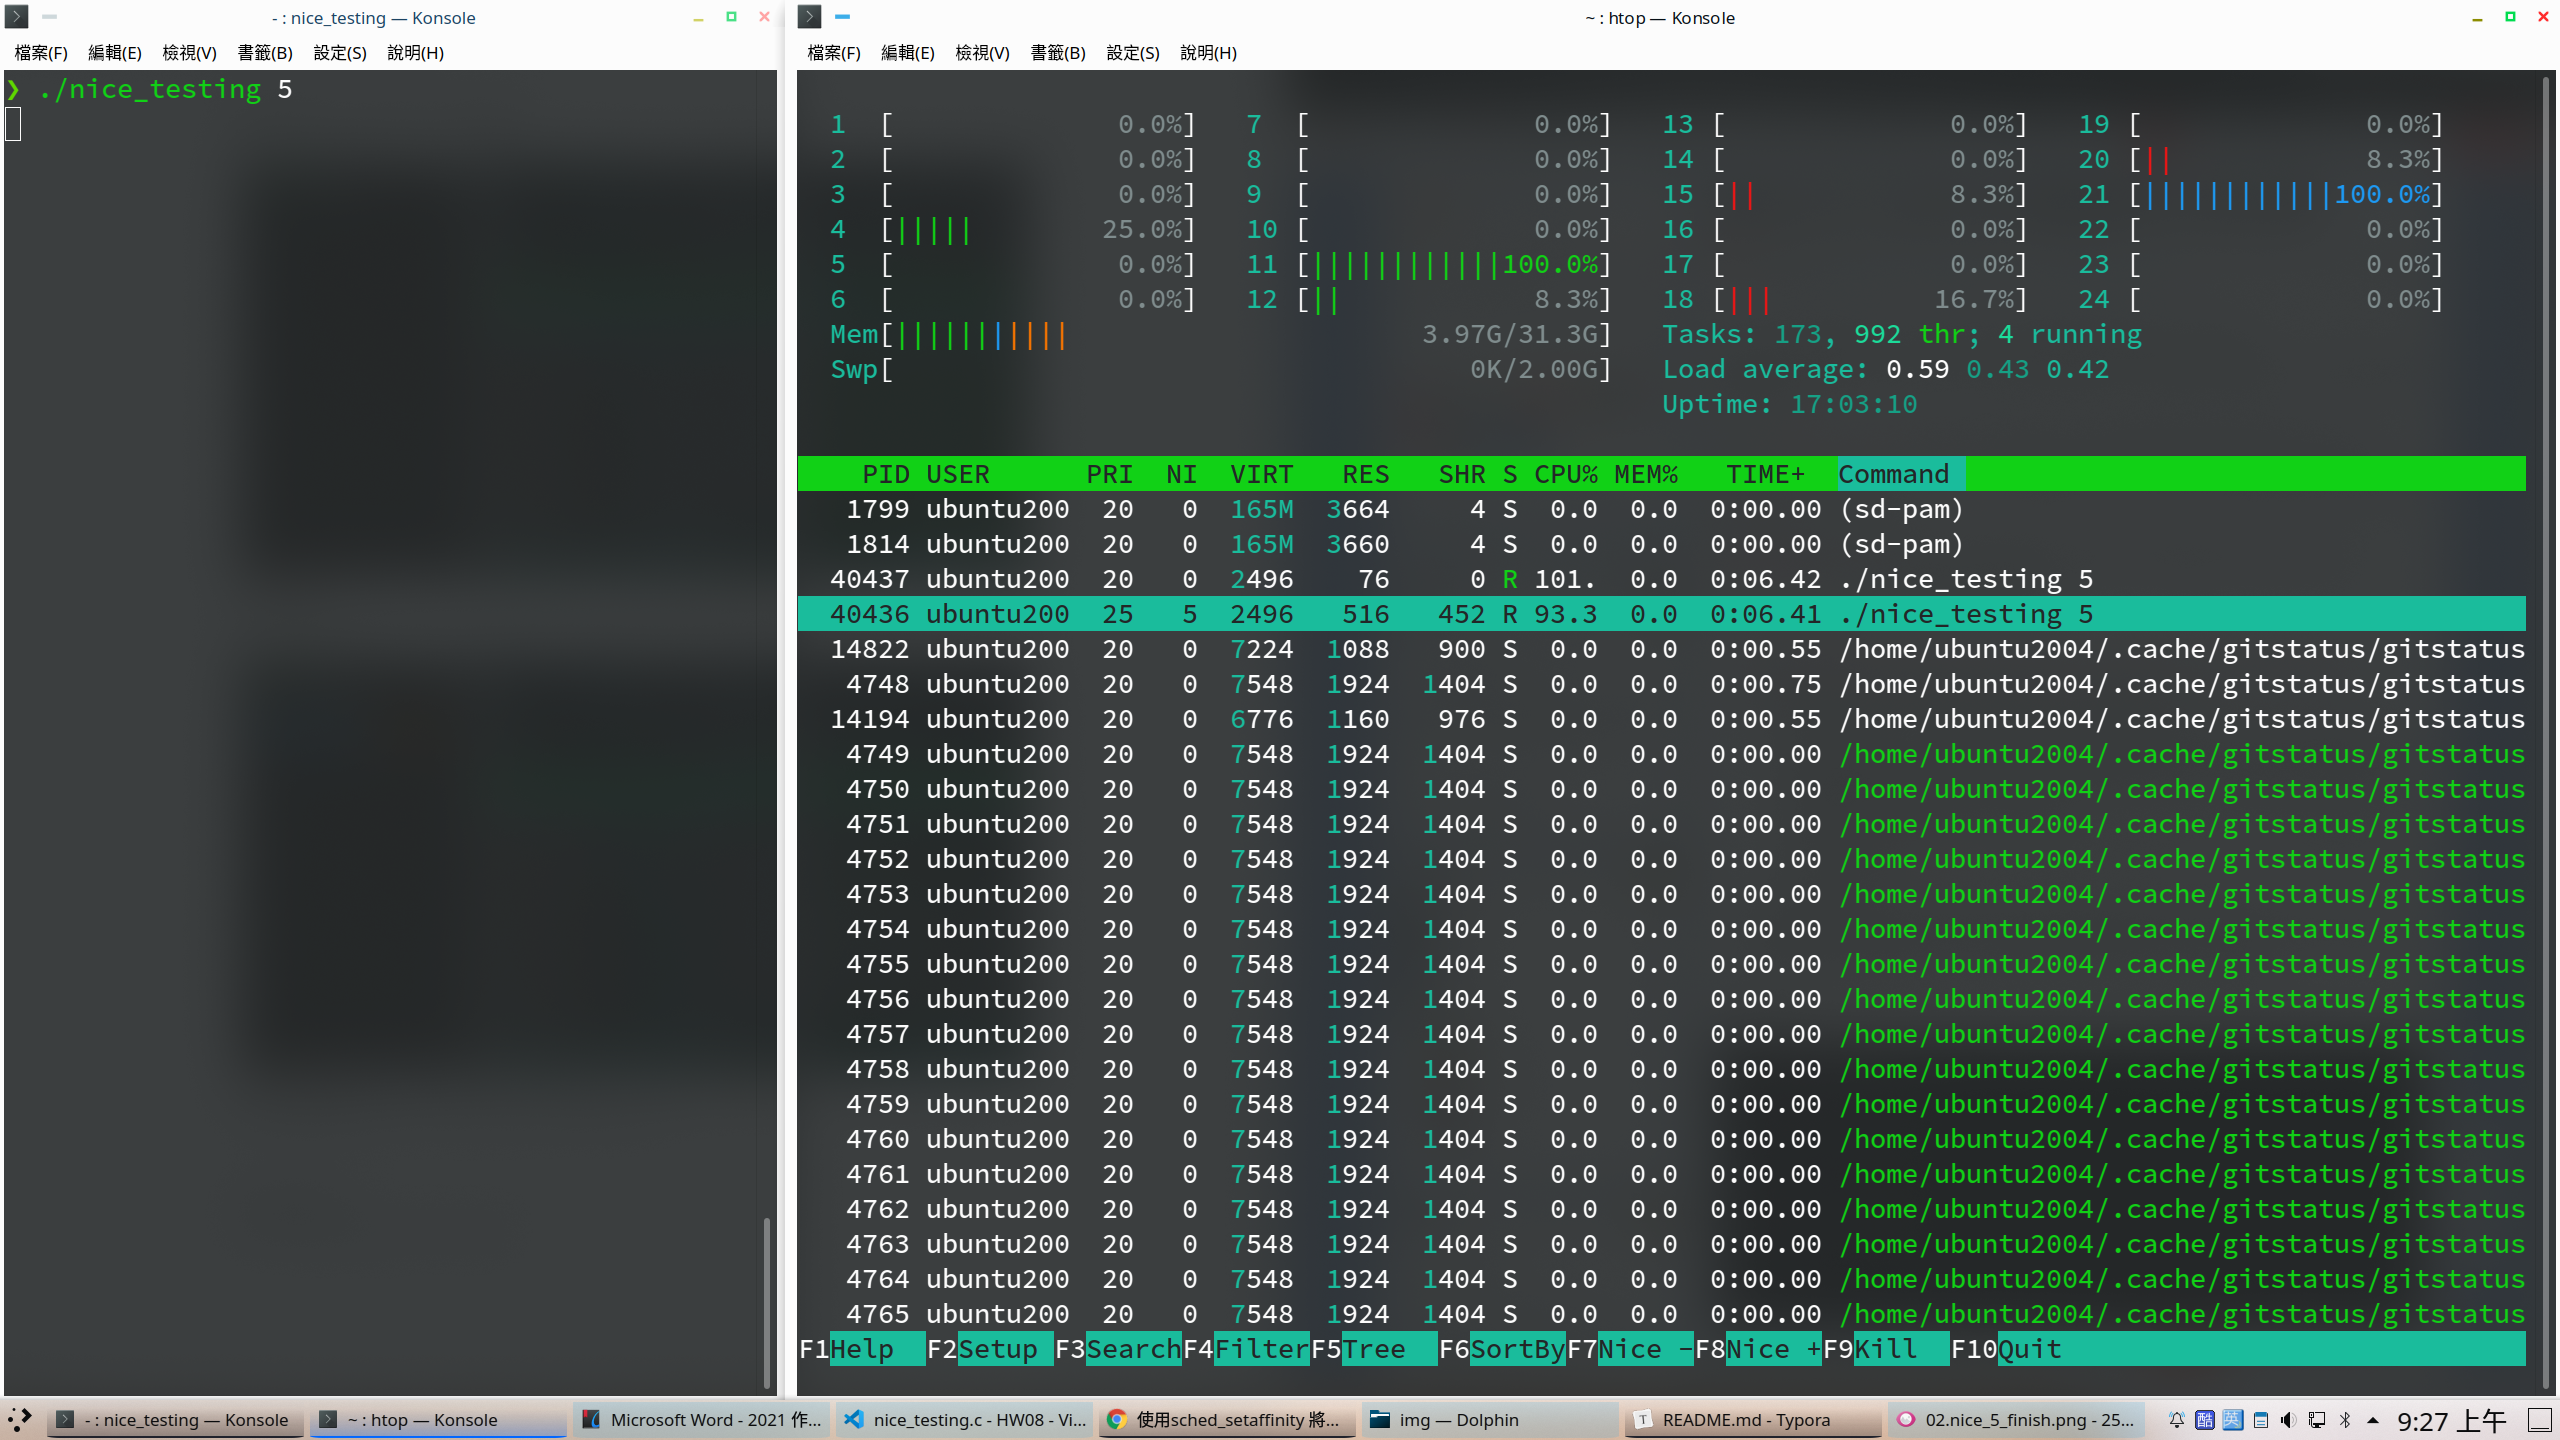 - : nice_testing — Konsole
檔案(F) 編輯(E) 檢視(V) 書籤(B) 設定(S) 說明(H)
❯ ./nice_testing 5
~ : htop — Konsole
檔案(F) 編輯(E) 檢視(V) 書籤(B) 設定(S) 說明(H)
1 [ 0.0%] 7 [ 0.0%] 13 [ 0.0%] 19 [ 0.0%]
2 [ 0.0%] 8 [ 0.0%] 14 [ 0.0%] 20 [|| 8.3%]
3 [ 0.0%] 9 [ 0.0%] 15 [|| 8.3%] 21 [||||||||||||100.0%]
4 [||||| 25.0%] 10 [ 0.0%] 16 [ 0.0%] 22 [ 0.0%]
5 [ 0.0%] 11 [||||||||||||100.0%] 17 [ 0.0%] 23 [ 0.0%]
6 [ 0.0%] 12 [|| 8.3%] 18 [||| 16.7%] 24 [ 0.0%]
Mem[||||||||||| 3.97G/31.3G] Tasks: 173, 992 thr; 4 running
Swp[ 0K/2.00G] Load average: 0.59 0.43 0.42
Uptime: 17:03:10
PID USER PRI NI VIRT RES SHR S CPU% MEM% TIME+ Command
1799 ubuntu200 20 0 165M 3664 4 S 0.0 0.0 0:00.00 (sd-pam)
1814 ubuntu200 20 0 165M 3660 4 S 0.0 0.0 0:00.00 (sd-pam)
40437 ubuntu200 20 0 2496 76 0 R 101. 0.0 0:06.42 ./nice_testing 5
40436 ubuntu200 25 5 2496 516 452 R 93.3 0.0 0:06.41 ./nice_testing 5
14822 ubuntu200 20 0 7224 1088 900 S 0.0 0.0 0:00.55 /home/ubuntu2004/.cache/gitstatus/gitstatus
4748 ubuntu200 20 0 7548 1924 1404 S 0.0 0.0 0:00.75 /home/ubuntu2004/.cache/gitstatus/gitstatus
14194 ubuntu200 20 0 6776 1160 976 S 0.0 0.0 0:00.55 /home/ubuntu2004/.cache/gitstatus/gitstatus
4749 ubuntu200 20 0 7548 1924 1404 S 0.0 0.0 0:00.00 /home/ubuntu2004/.cache/gitstatus/gitstatus
4750 ubuntu200 20 0 7548 1924 1404 S 0.0 0.0 0:00.00 /home/ubuntu2004/.cache/gitstatus/gitstatus
4751 ubuntu200 20 0 7548 1924 1404 S 0.0 0.0 0:00.00 /home/ubuntu2004/.cache/gitstatus/gitstatus
4752 ubuntu200 20 0 7548 1924 1404 S 0.0 0.0 0:00.00 /home/ubuntu2004/.cache/gitstatus/gitstatus
4753 ubuntu200 20 0 7548 1924 1404 S 0.0 0.0 0:00.00 /home/ubuntu2004/.cache/gitstatus/gitstatus
4754 ubuntu200 20 0 7548 1924 1404 S 0.0 0.0 0:00.00 /home/ubuntu2004/.cache/gitstatus/gitstatus
4755 ubuntu200 20 0 7548 1924 1404 S 0.0 0.0 0:00.00 /home/ubuntu2004/.cache/gitstatus/gitstatus
4756 ubuntu200 20 0 7548 1924 1404 S 0.0 0.0 0:00.00 /home/ubuntu2004/.cache/gitstatus/gitstatus
4757 ubuntu200 20 0 7548 1924 1404 S 0.0 0.0 0:00.00 /home/ubuntu2004/.cache/gitstatus/gitstatus
4758 ubuntu200 20 0 7548 1924 1404 S 0.0 0.0 0:00.00 /home/ubuntu2004/.cache/gitstatus/gitstatus
4759 ubuntu200 20 0 7548 1924 1404 S 0.0 0.0 0:00.00 /home/ubuntu2004/.cache/gitstatus/gitstatus
4760 ubuntu200 20 0 7548 1924 1404 S 0.0 0.0 0:00.00 /home/ubuntu2004/.cache/gitstatus/gitstatus
4761 ubuntu200 20 0 7548 1924 1404 S 0.0 0.0 0:00.00 /home/ubuntu2004/.cache/gitstatus/gitstatus
4762 ubuntu200 20 0 7548 1924 1404 S 0.0 0.0 0:00.00 /home/ubuntu2004/.cache/gitstatus/gitstatus
4763 ubuntu200 20 0 7548 1924 1404 S 0.0 0.0 0:00.00 /home/ubuntu2004/.cache/gitstatus/gitstatus
4764 ubuntu200 20 0 7548 1924 1404 S 0.0 0.0 0:00.00 /home/ubuntu2004/.cache/gitstatus/gitstatus
4765 ubuntu200 20 0 7548 1924 1404 S 0.0 0.0 0:00.00 /home/ubuntu2004/.cache/gitstatus/gitstatus
F1Help F2Setup F3SearchF4FilterF5Tree F6SortByF7Nice -F8Nice +F9Kill F10Quit
- : nice_testing — Konsole ~ : htop — Konsole Microsoft Word - 2021 作... nice_testing.c - HW08 - Vi... 使用sched_setaffinity 將... img — Dolphin README.md - Typora 02.nice_5_finish.png - 25... 酷 英 9:27 上午